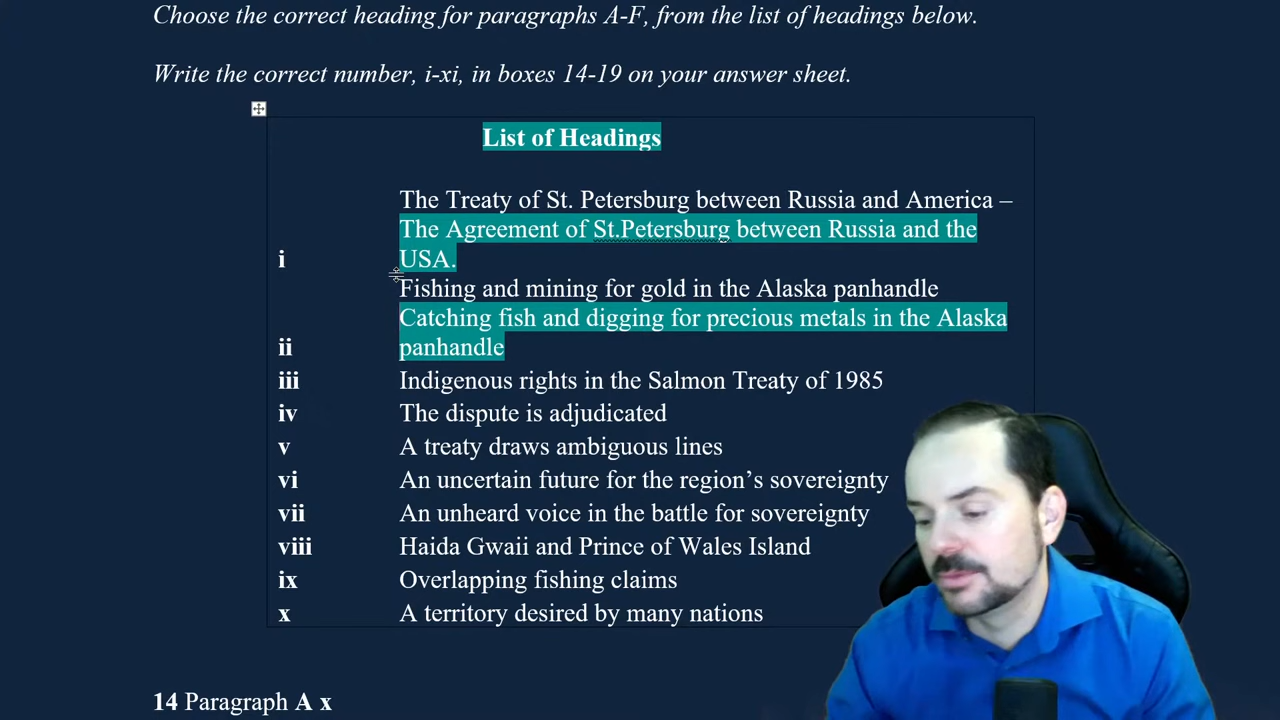 Choose the correct heading for paragraphs A-F, from the list of headings below.
Write the correct number, i-xi, in boxes 14-19 on your answer sheet.
List of Headings
The Treaty of St. Petersburg between Russia and America –
The Agreement of St.Petersburg between Russia and the
i USA.
Fishing and mining for gold in the Alaska panhandle
Catching fish and digging for precious metals in the Alaska
ii panhandle
iii Indigenous rights in the Salmon Treaty of 1985
iv The dispute is adjudicated
v A treaty draws ambiguous lines
vi An uncertain future for the region’s sovereignty
vii An unheard voice in the battle for sovereignty
viii Haida Gwaii and Prince of Wales Island
ix Overlapping fishing claims
x A territory desired by many nations
14 Paragraph A x